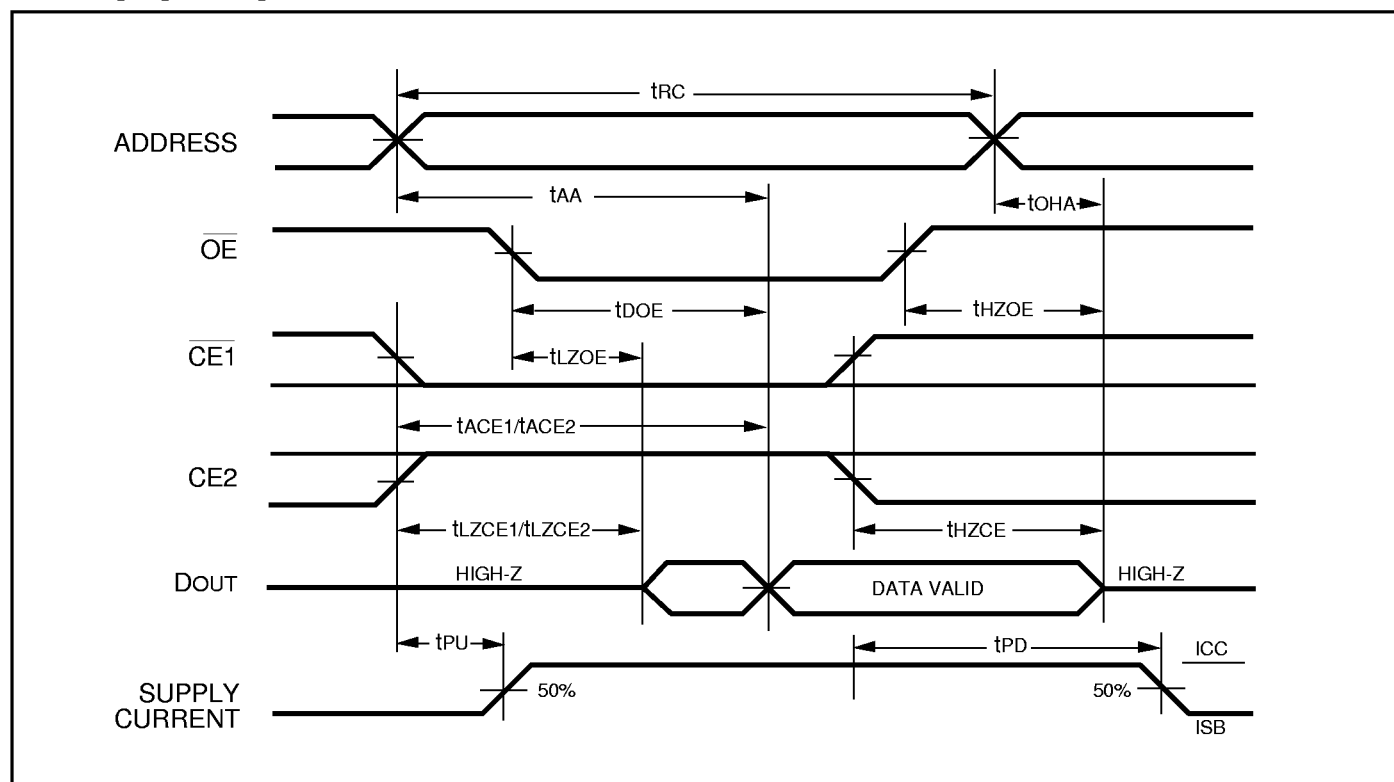 tRC
ADDRESS
tAA
tOHA
OE
tDOE
tHZOE
CE1
tLZOE
tACE1/tACE2
CE2
tLZCE1/tLZCE2
tHZCE
DOUT
HIGH-Z
DATA VALID
HIGH-Z
tPU
tPD
ICC
SUPPLY
CURRENT
50%
50%
ISB